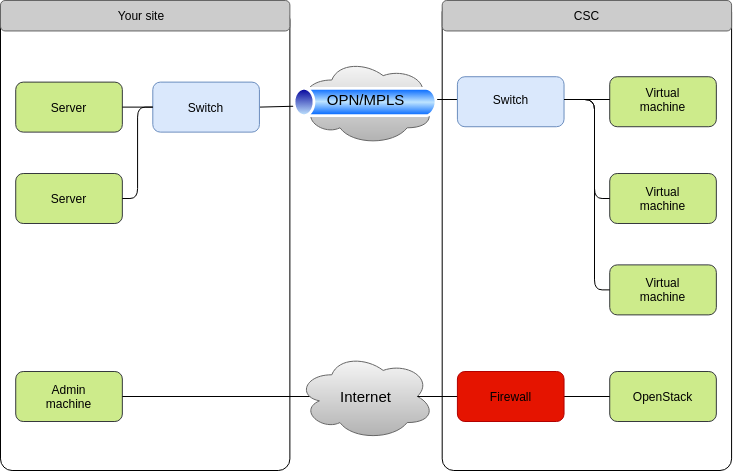 Your site
CSC
Server
Switch
OPN/MPLS
Switch
Virtual
machine
Server
Virtual
machine
Virtual
machine
Admin
machine
Internet
Firewall
OpenStack